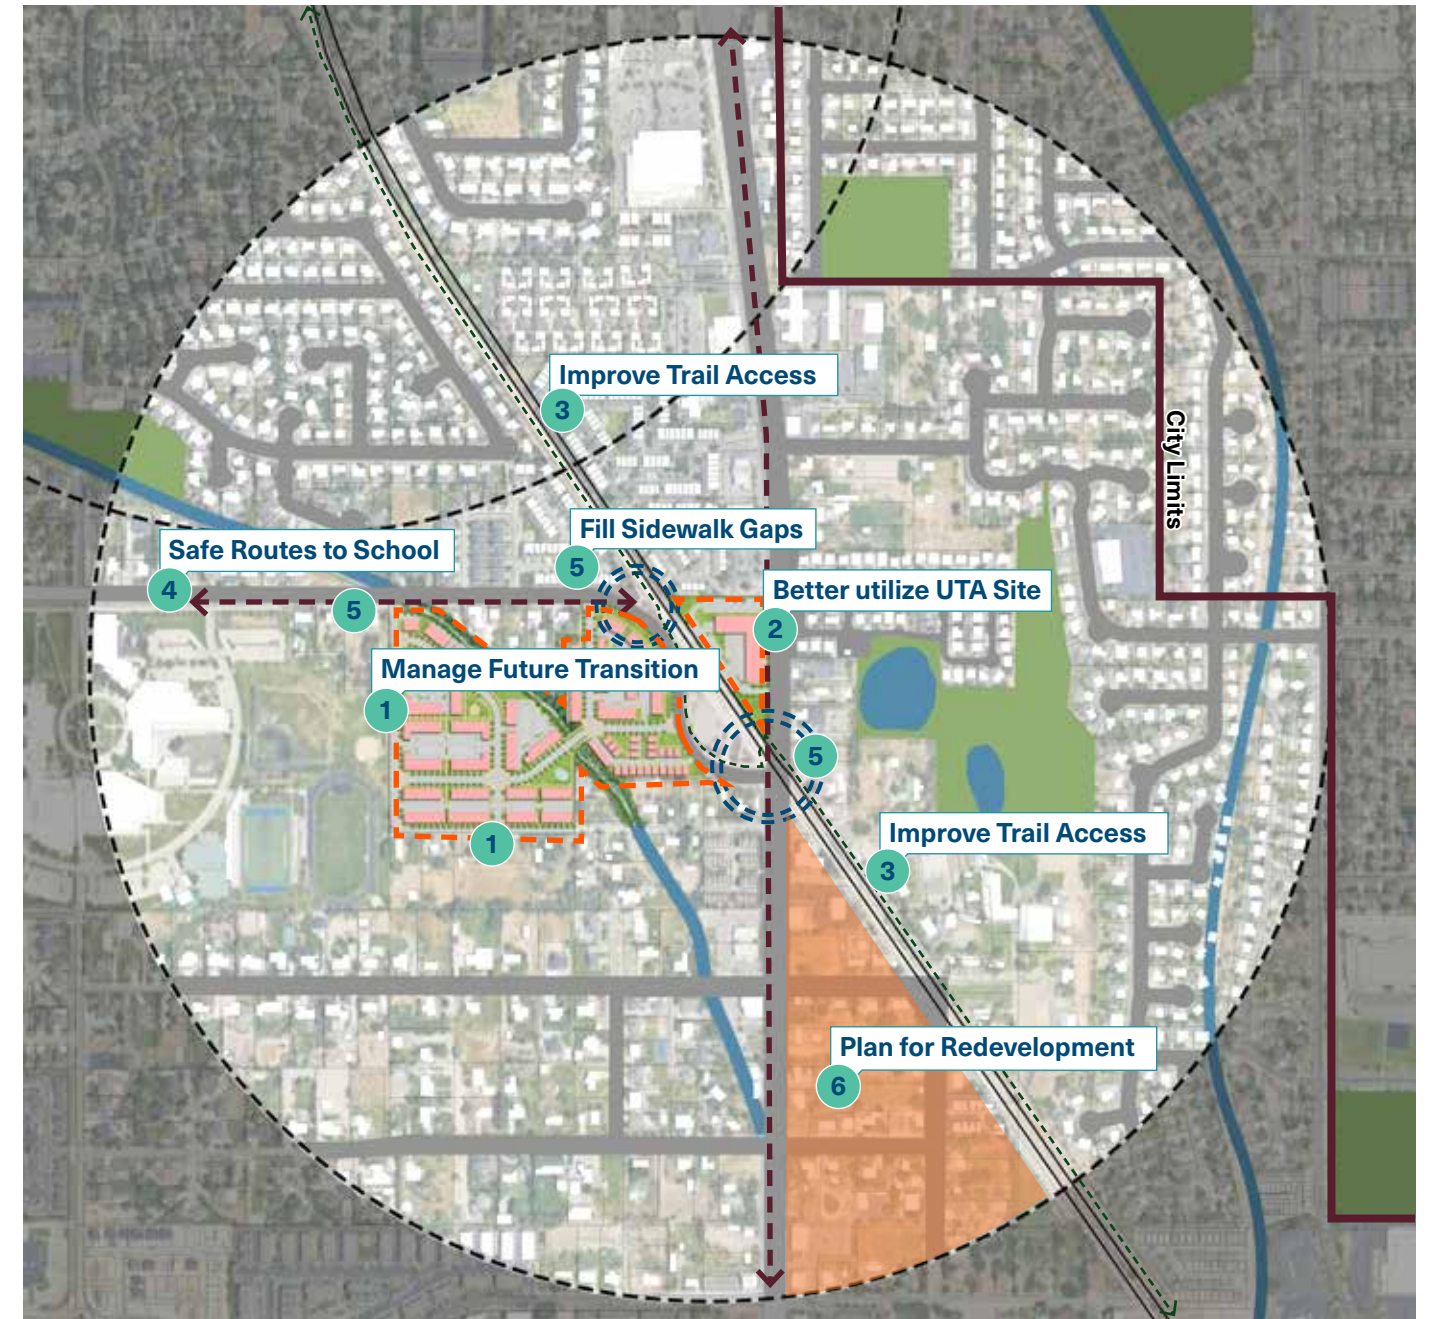 Improve Trail Access
3
City Limits
Fill Sidewalk Gaps
5
Safe Routes to School
4
5
Better utilize UTA Site
2
Manage Future Transition
1
5
1
Improve Trail Access
3
Plan for Redevelopment
6